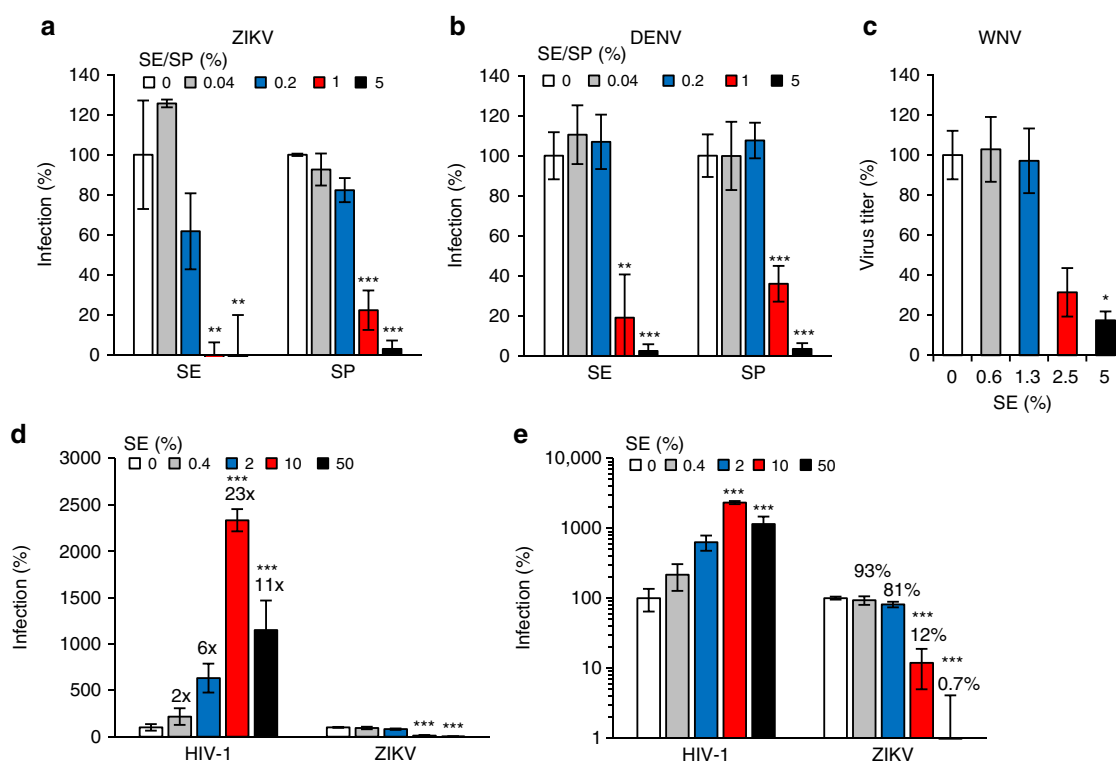 a
ZIKV
SE/SP (%)
0 0.04 0.2 1 5
Infection (%)
140
120
100
80
60
40
20
0
** ** *** ***
SE SP
b
DENV
SE/SP (%)
0 0.04 0.2 1 5
Infection (%)
140
120
100
80
60
40
20
0
** *** *** ***
SE SP
c
WNV
Virus titer (%)
140
120
100
80
60
40
20
0
*
0 0.6 1.3 2.5 5
SE (%)
d
SE (%)
0 0.4 2 10 50
Infection (%)
3000
2500
2000
1500
1000
500
0
2x
6x
***
23x
***
11x
*** ***
HIV-1 ZIKV
e
SE (%)
0 0.4 2 10 50
Infection (%)
10,000
1000
100
10
1
*** ***
93%
81%
***
12%
***
0.7%
HIV-1 ZIKV